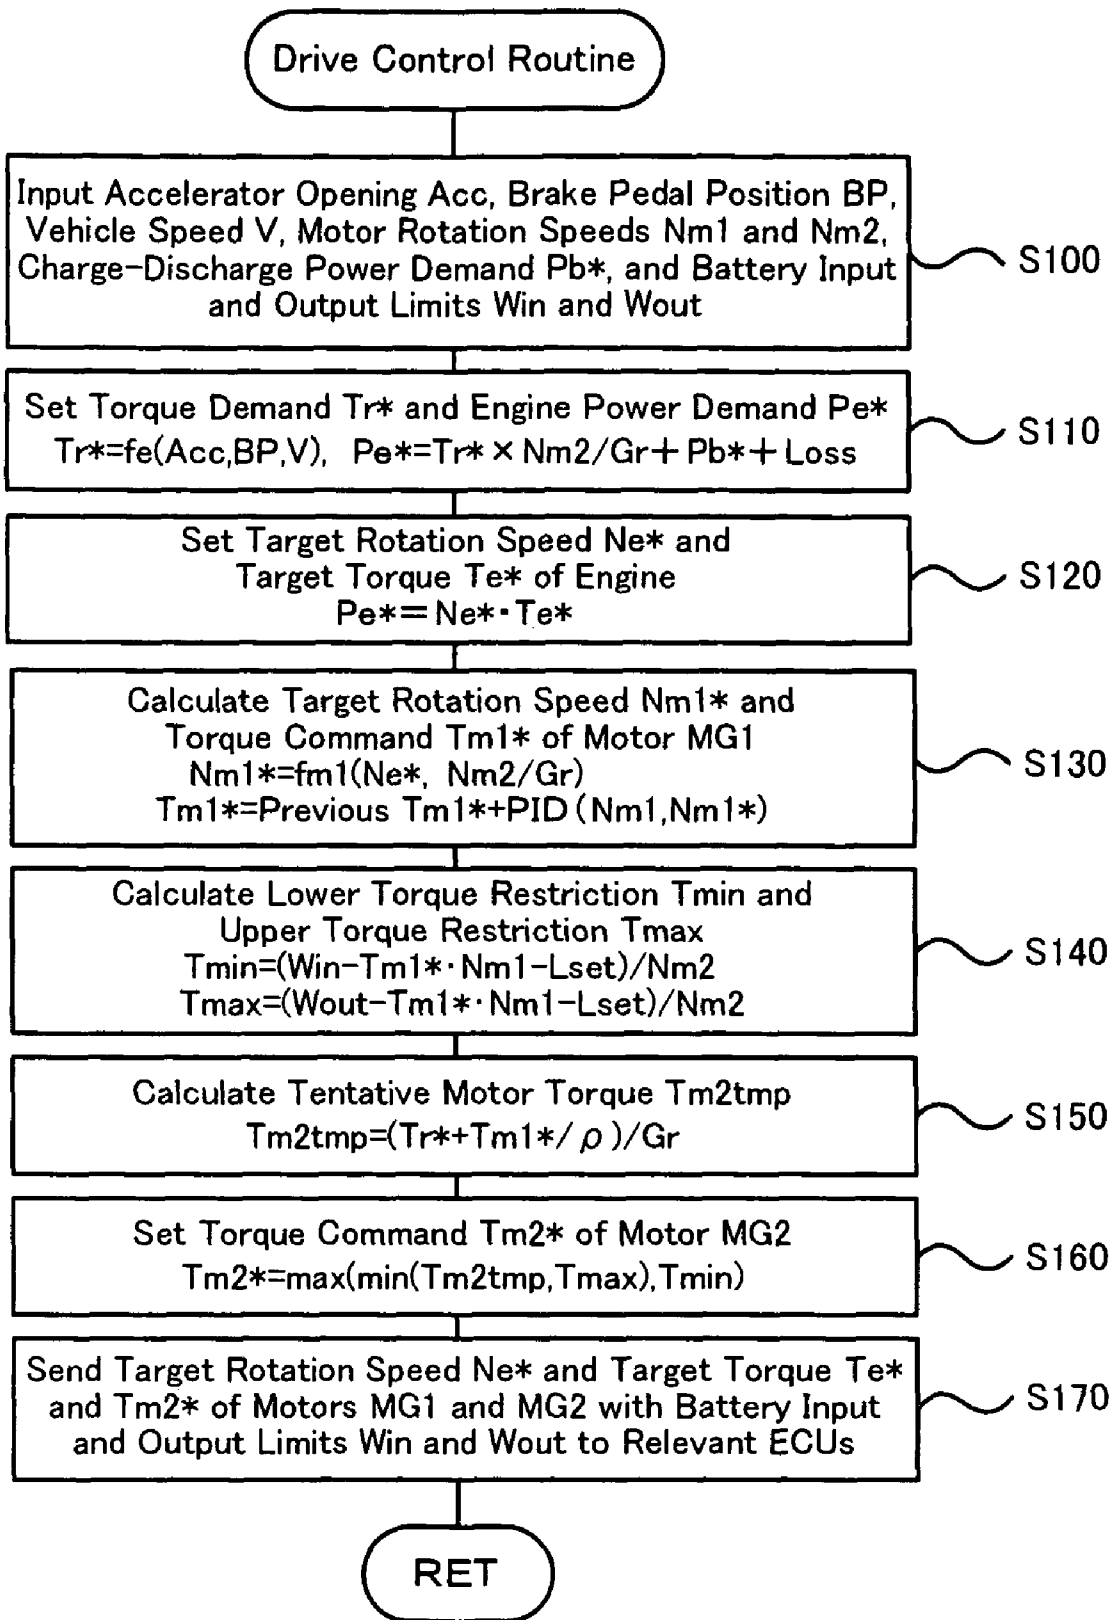 Drive Control Routine
Input Accelerator Opening Acc, Brake Pedal Position BP,
Vehicle Speed V, Motor Rotation Speeds Nm1 and Nm2,
Charge-Discharge Power Demand Pb*, and Battery Input
and Output Limits Win and Wout
S100
Set Torque Demand Tr* and Engine Power Demand Pe*
Tr*=fe(Acc,BP,V), Pe*=Tr*×Nm2/Gr+Pb*+Loss
S110
Set Target Rotation Speed Ne* and
Target Torque Te* of Engine
Pe*=Ne*·Te*
S120
Calculate Target Rotation Speed Nm1* and
Torque Command Tm1* of Motor MG1
Nm1*=fm1(Ne*, Nm2/Gr)
Tm1*=Previous Tm1*+PID(Nm1,Nm1*)
S130
Calculate Lower Torque Restriction Tmin and
Upper Torque Restriction Tmax
Tmin=(Win-Tm1*·Nm1-Lset)/Nm2
Tmax=(Wout-Tm1*·Nm1-Lset)/Nm2
S140
Calculate Tentative Motor Torque Tm2tmp
Tm2tmp=(Tr*+Tm1*/ρ)/Gr
S150
Set Torque Command Tm2* of Motor MG2
Tm2*=max(min(Tm2tmp,Tmax),Tmin)
S160
Send Target Rotation Speed Ne* and Target Torque Te*
and Tm2* of Motors MG1 and MG2 with Battery Input
and Output Limits Win and Wout to Relevant ECUs
S170
RET